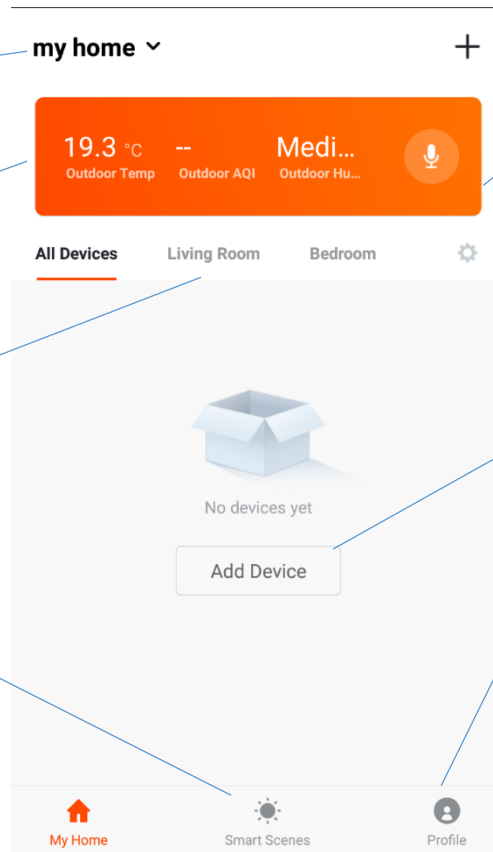 my home
19.3 °C -- Medi...
Outdoor Temp Outdoor AQI Outdoor Hu...
All Devices Living Room Bedroom
No devices yet
Add Device
My Home Smart Scenes Profile